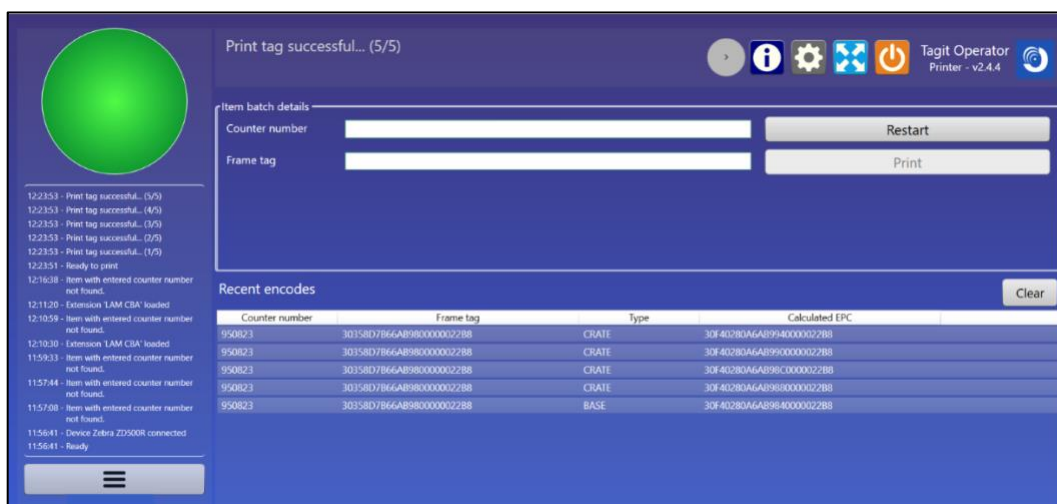 Print tag successful... (5/5)
Tagit Operator
Printer - v2.4.4
Item batch details
Counter number
Restart
Frame tag
Print
12:23:53 - Print tag successful... (5/5)
12:23:53 - Print tag successful... (4/5)
12:23:53 - Print tag successful... (3/5)
12:23:53 - Print tag successful... (2/5)
12:23:53 - Print tag successful... (1/5)
12:23:51 - Ready to print
12:16:38 - Item with entered counter number
not found.
12:11:20 - Extension 'LAM CBA' loaded
12:10:59 - Item with entered counter number
not found.
12:10:30 - Extension 'LAM CBA' loaded
11:59:33 - Item with entered counter number
not found.
11:57:44 - Item with entered counter number
not found.
11:57:08 - Item with entered counter number
not found.
11:56:41 - Device Zebra ZD500R connected
11:56:41 - Ready
Recent encodes
Clear
Counter number Frame tag Type Calculated EPC
950823 30358D7B66AB9800000022B8 CRATE 30F40280A6AB9940000022B8
950823 30358D7B66AB9800000022B8 CRATE 30F40280A6AB9900000022B8
950823 30358D7B66AB9800000022B8 CRATE 30F40280A6AB98C0000022B8
950823 30358D7B66AB9800000022B8 CRATE 30F40280A6AB9880000022B8
950823 30358D7B66AB9800000022B8 BASE 30F40280A6AB9840000022B8